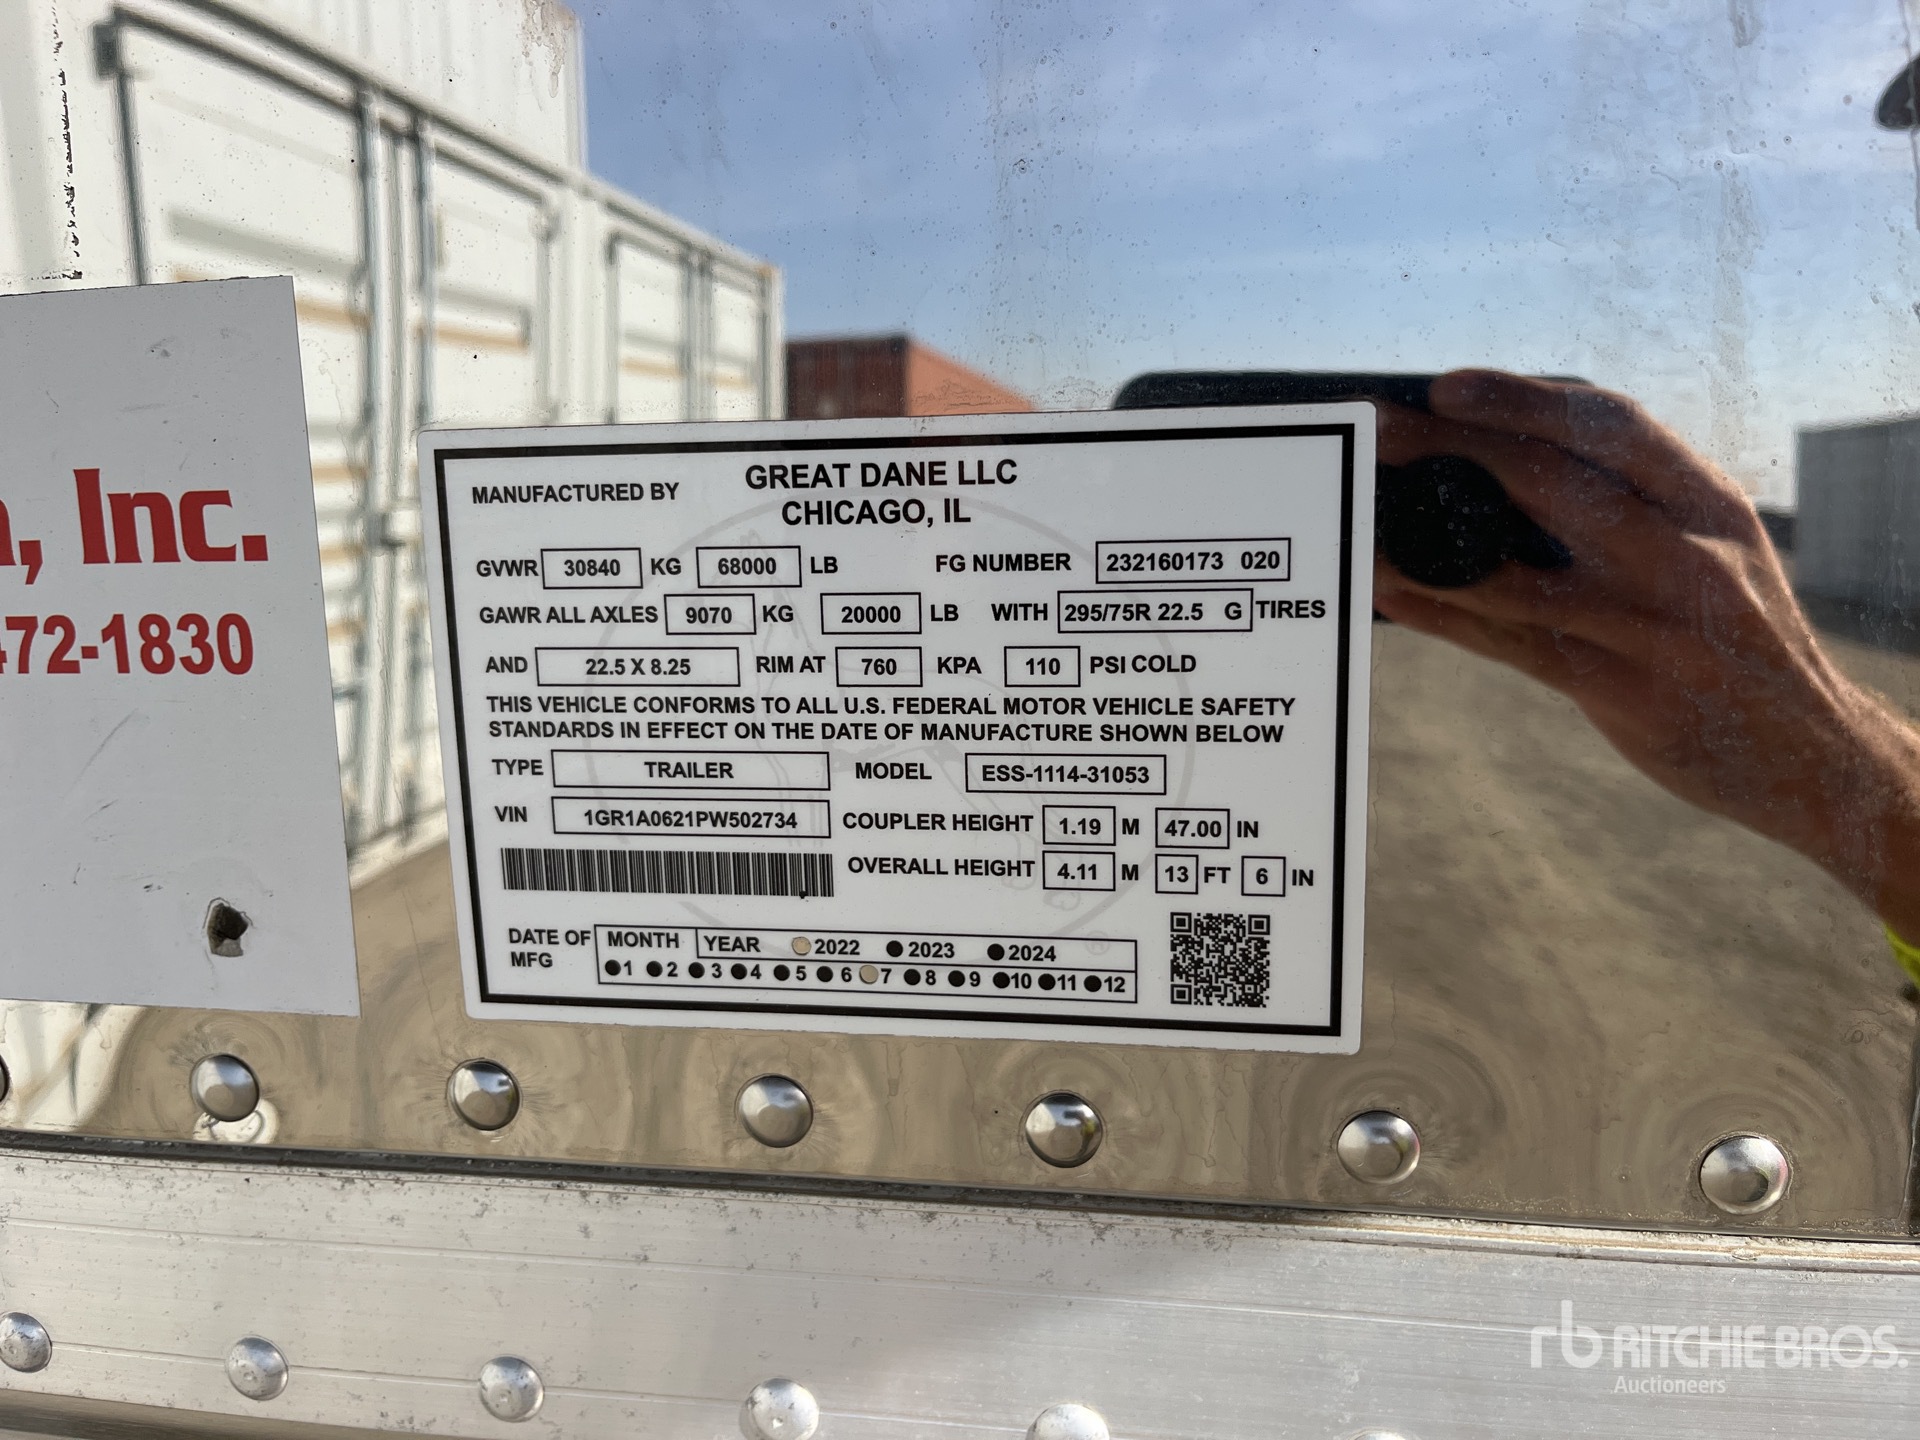 , Inc.
472-1830
MANUFACTURED BY GREAT DANE LLC
CHICAGO, IL
GVWR 30840 KG 68000 LB FG NUMBER 232160173 020
GAWR ALL AXLES 9070 KG 20000 LB WITH 295/75R 22.5 G TIRES
AND 22.5 X 8.25 RIM AT 760 KPA 110 PSI COLD
THIS VEHICLE CONFORMS TO ALL U.S. FEDERAL MOTOR VEHICLE SAFETY
STANDARDS IN EFFECT ON THE DATE OF MANUFACTURE SHOWN BELOW
TYPE TRAILER MODEL ESS-1114-31053
VIN 1GR1A0621PW502734 COUPLER HEIGHT 1.19 M 47.00 IN
OVERALL HEIGHT 4.11 M 13 FT 6 IN
DATE OF MFG MONTH YEAR 2022 2023 2024
1 2 3 4 5 6 7 8 9 10 11 12
rb RITCHIE BROS.
Auctioneers